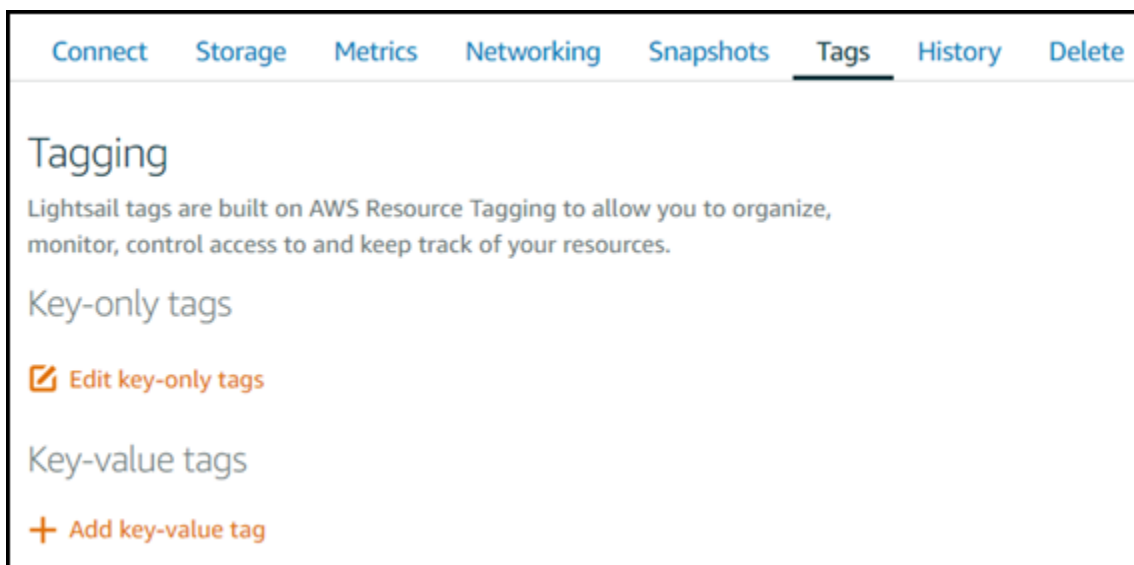 Connect Storage Metrics Networking Snapshots Tags History Delete
Tagging
Lightsail tags are built on AWS Resource Tagging to allow you to organize,
monitor, control access to and keep track of your resources.
Key-only tags
Edit key-only tags
Key-value tags
Add key-value tag